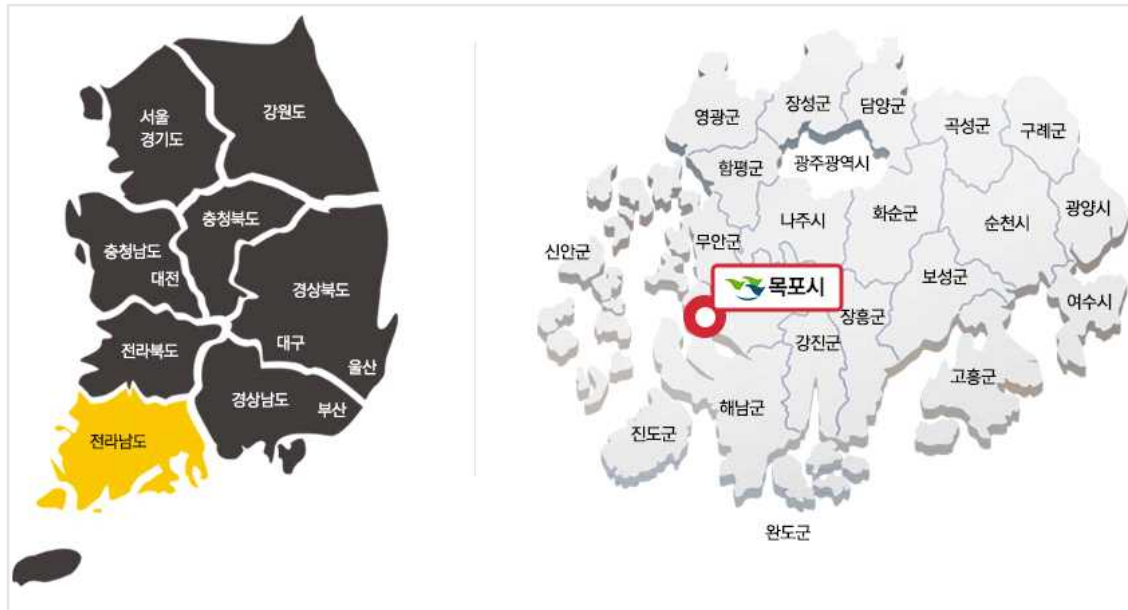 서울
경기도
강원도
충청북도
충청남도
대전
경상북도
전라북도
대구
울산
경상남도
부산
전라남도
영광군
장성군
담양군
곡성군
구례군
함평군
광주광역시
나주시
화순군
순천시
광양시
신안군
무안군
보성군
목포시
여수시
장흥군
강진군
고흥군
해남군
진도군
완도군